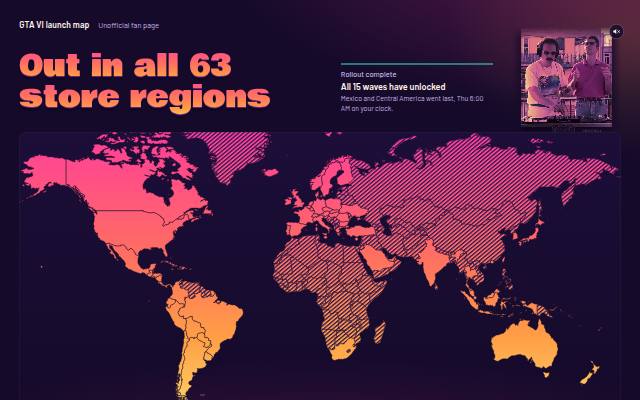 GTA VI launch map
Unofficial fan page
Out in all 63
store regions
Rollout complete
All 15 waves have unlocked
Mexico and Central America went last, Thu 6:00
AM on your clock.